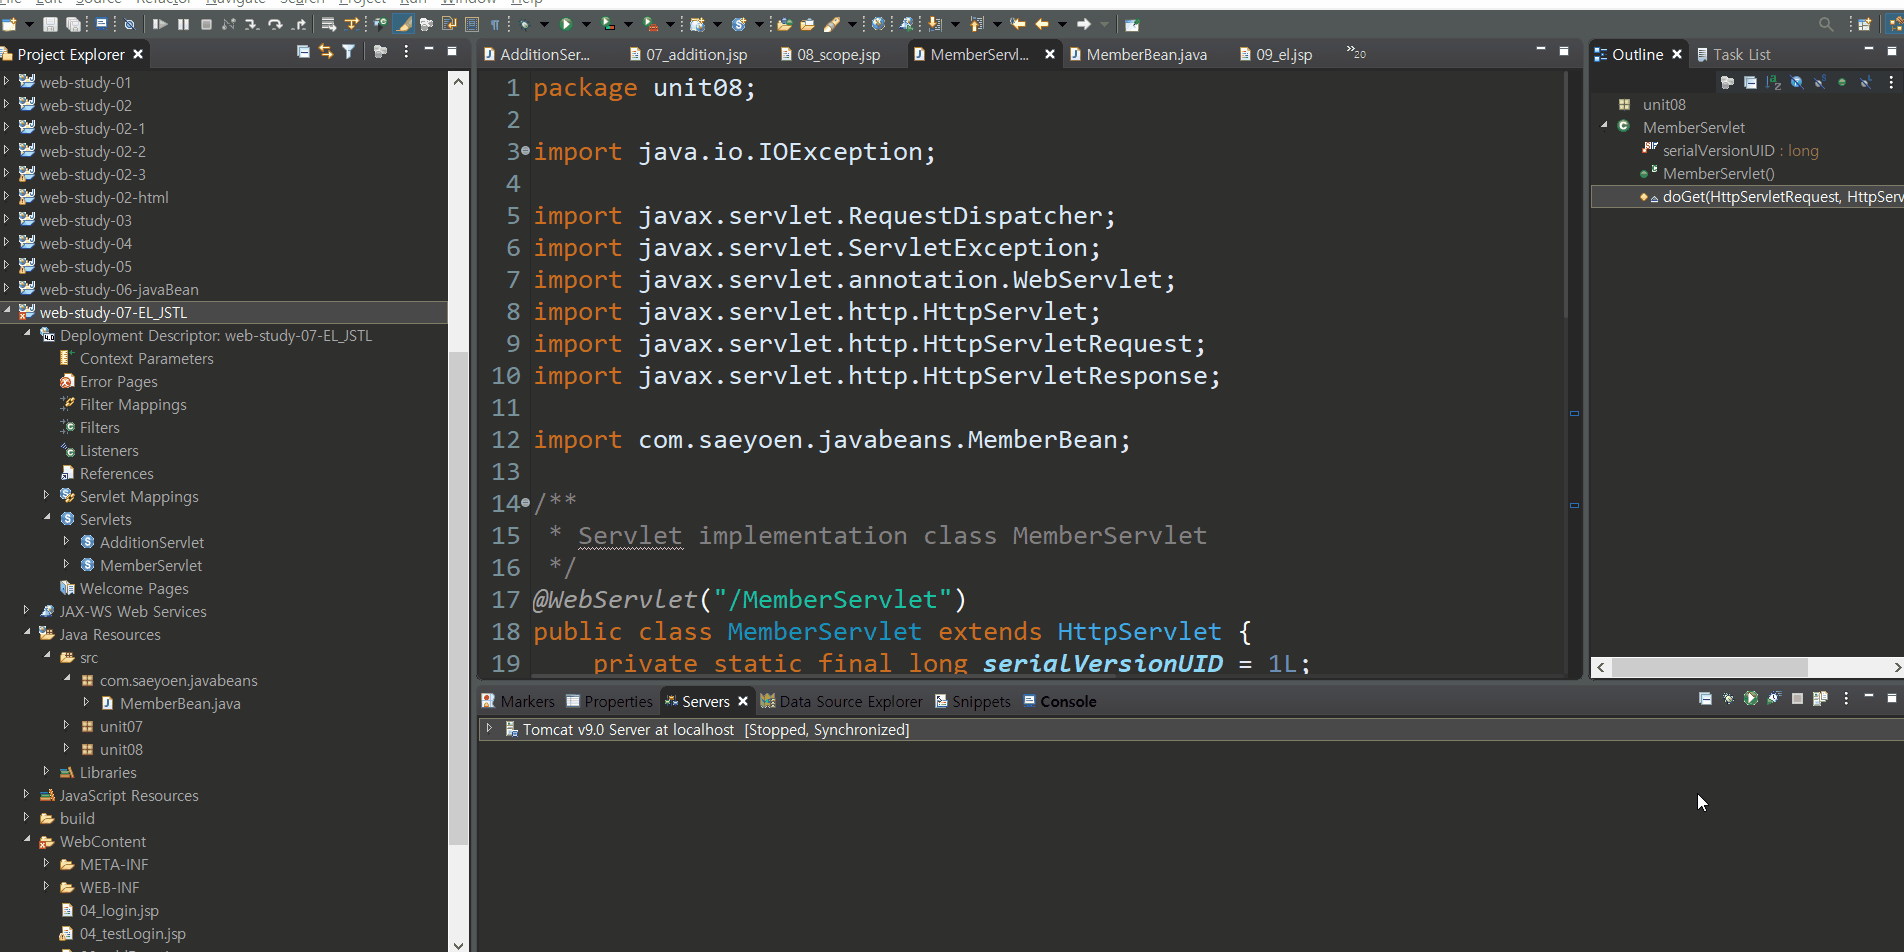 File Edit Source Refactor Navigate Search Project Run Window Help
Project Explorer
web-study-01
web-study-02
web-study-02-1
web-study-02-2
web-study-02-3
web-study-02-html
web-study-03
web-study-04
web-study-05
web-study-06-javaBean
web-study-07-EL_JSTL
Deployment Descriptor: web-study-07-EL_JSTL
Context Parameters
Error Pages
Filter Mappings
Filters
Listeners
References
Servlet Mappings
Servlets
AdditionServlet
MemberServlet
Welcome Pages
JAX-WS Web Services
Java Resources
src
com.saeyoen.javabeans
MemberBean.java
unit07
unit08
Libraries
JavaScript Resources
build
WebContent
META-INF
WEB-INF
04_login.jsp
04_testLogin.jsp
AdditionSer... 07_addition.jsp 08_scope.jsp MemberServl... MemberBean.java 09_el.jsp »20
1 package unit08;
2
3 import java.io.IOException;
4
5 import javax.servlet.RequestDispatcher;
6 import javax.servlet.ServletException;
7 import javax.servlet.annotation.WebServlet;
8 import javax.servlet.http.HttpServlet;
9 import javax.servlet.http.HttpServletRequest;
10 import javax.servlet.http.HttpServletResponse;
11
12 import com.saeyoen.javabeans.MemberBean;
13
14 /**
15 * Servlet implementation class MemberServlet
16 */
17 @WebServlet("/MemberServlet")
18 public class MemberServlet extends HttpServlet {
19 private static final long serialVersionUID = 1L;
Markers Properties Servers Data Source Explorer Snippets Console
Tomcat v9.0 Server at localhost [Stopped, Synchronized]
Outline Task List
unit08
MemberServlet
serialVersionUID : long
MemberServlet()
doGet(HttpServletRequest, HttpServ